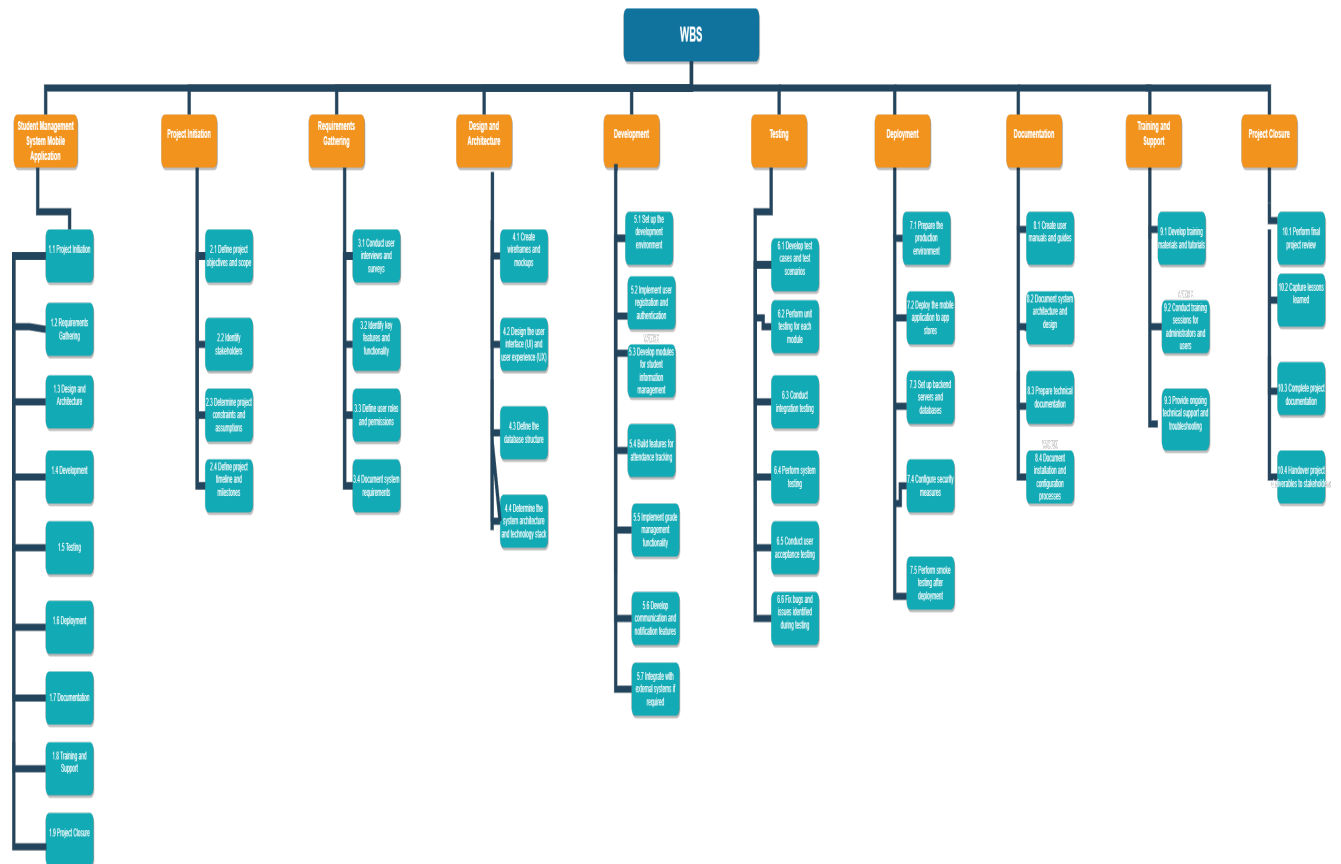 WBS
Student Management
System Mobile
Application
Project Initiation
Requirements
Gathering
Design and
Architecture
Development
Testing
Deployment
Documentation
Training and
Support
Project Closure
1.1 Project Initiation
1.2 Requirements
Gathering
1.3 Design and
Architecture
1.4 Development
1.5 Testing
1.6 Deployment
1.7 Documentation
1.8 Training and
Support
1.9 Project Closure
2.1 Define project
objectives and scope
2.2 Identify
stakeholders
2.3 Determine project
constraints and
assumptions
2.4 Define project
timeline and
milestones
3.1 Conduct user
interviews and
surveys
3.2 Identify key
features and
functionality
3.3 Define user roles
and permissions
3.4 Document system
requirements
4.1 Create
wireframes and
mockups
4.2 Design the user
interface (UI) and
user experience (UX)
4.3 Define the
database structure
4.4 Determine the
system architecture
and technology stack
5.1 Set up the
development
environment
5.2 Implement user
registration and
authentication
5.3 Develop modules
for student
information
management
5.4 Build features for
attendance tracking
5.5 Implement grade
management
functionality
5.6 Develop
communication and
notification features
5.7 Integrate with
external systems if
required
6.1 Develop test
cases and test
scenarios
6.2 Perform unit
testing for each
module
6.3 Conduct
integration testing
6.4 Perform system
testing
6.5 Conduct user
acceptance testing
6.6 Fix bugs and
issues identified
during testing
7.1 Prepare the
production
environment
7.2 Deploy the mobile
application to app
stores
7.3 Set up backend
servers and
databases
7.4 Configure security
measures
7.5 Perform smoke
testing after
deployment
8.1 Create user
manuals and guides
8.2 Document system
architecture and
design
8.3 Prepare technical
documentation
8.4 Document
installation and
configuration
processes
9.1 Develop training
materials and tutorials
9.2 Conduct training
sessions for
administrators and
users
9.3 Provide ongoing
technical support and
troubleshooting
10.1 Perform final
project review
10.2 Capture lessons
learned
10.3 Complete project
documentation
10.4 Handover project
deliverables to stakeholders